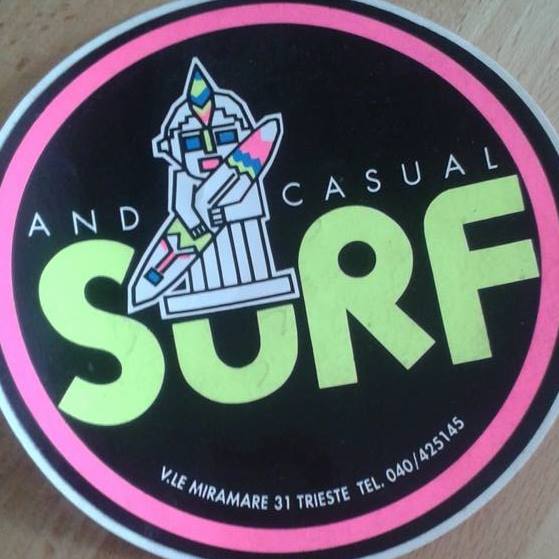 AND CASUAL
SURF
V.LE MIRAMARE 31 TRIESTE TEL. 040/425145